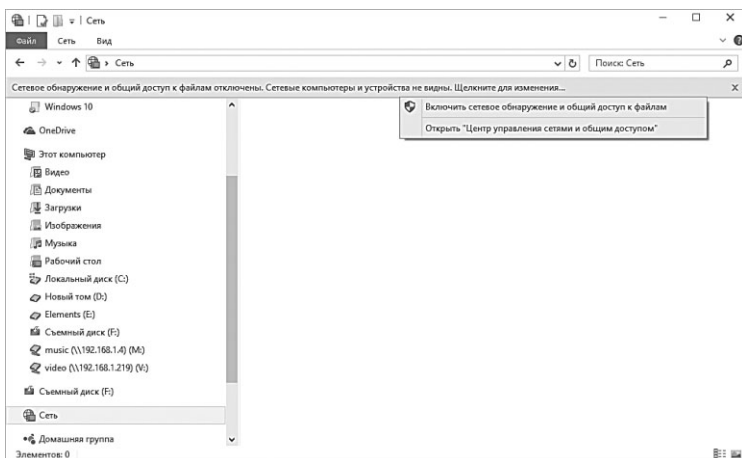 Сеть
Файл Сеть Вид
Сеть Поиск: Сеть
Сетевое обнаружение и общий доступ к файлам отключены. Сетевые компьютеры и устройства не видны. Щелкните для изменения...
Включить сетевое обнаружение и общий доступ к файлам
Открыть "Центр управления сетями и общим доступом"
Windows 10
OneDrive
Этот компьютер
Видео
Документы
Загрузки
Изображения
Музыка
Рабочий стол
Локальный диск (C:)
Новый том (D:)
Elements (E:)
Съемный диск (F:)
music (\\192.168.1.4) (M:)
video (\\192.168.1.219) (V:)
Съемный диск (F:)
Сеть
Домашняя группа
Элементов: 0